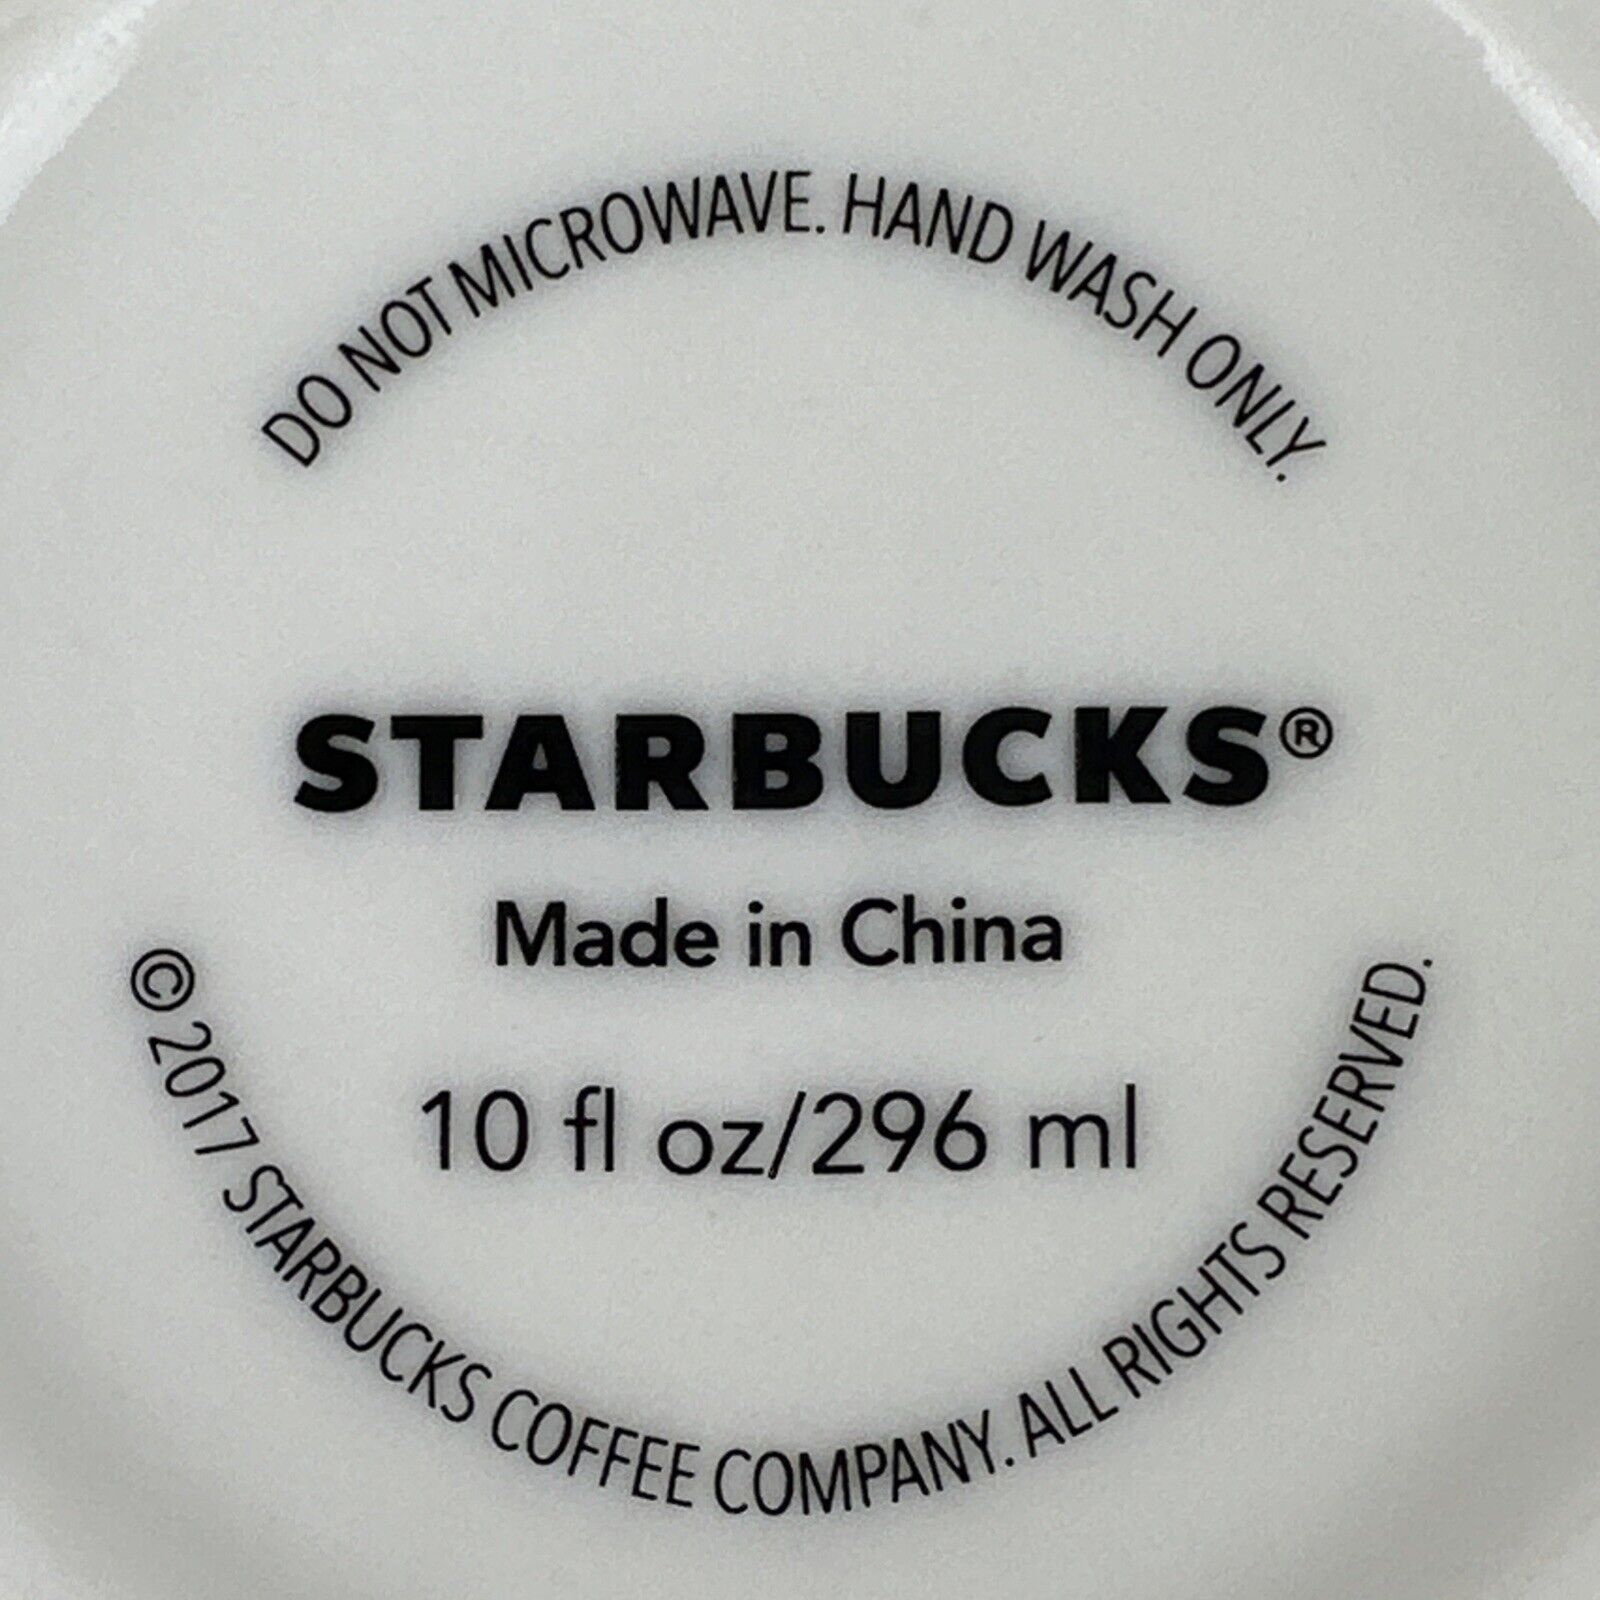 DO NOT MICROWAVE. HAND WASH ONLY.
STARBUCKS®
Made in China
10 fl oz/296 ml
© 2017 STARBUCKS COFFEE COMPANY. ALL RIGHTS RESERVED.